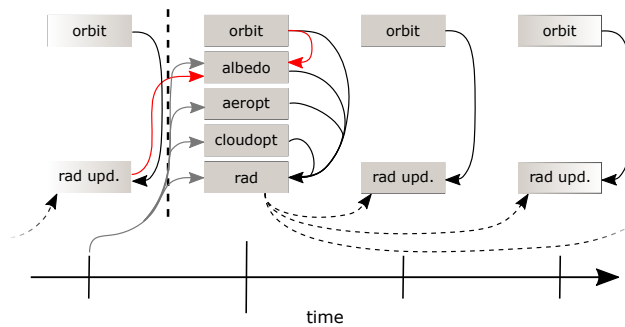 orbit
orbit
orbit
orbit
albedo
aeropt
cloudopt
rad upd.
rad
rad upd.
rad upd.
time